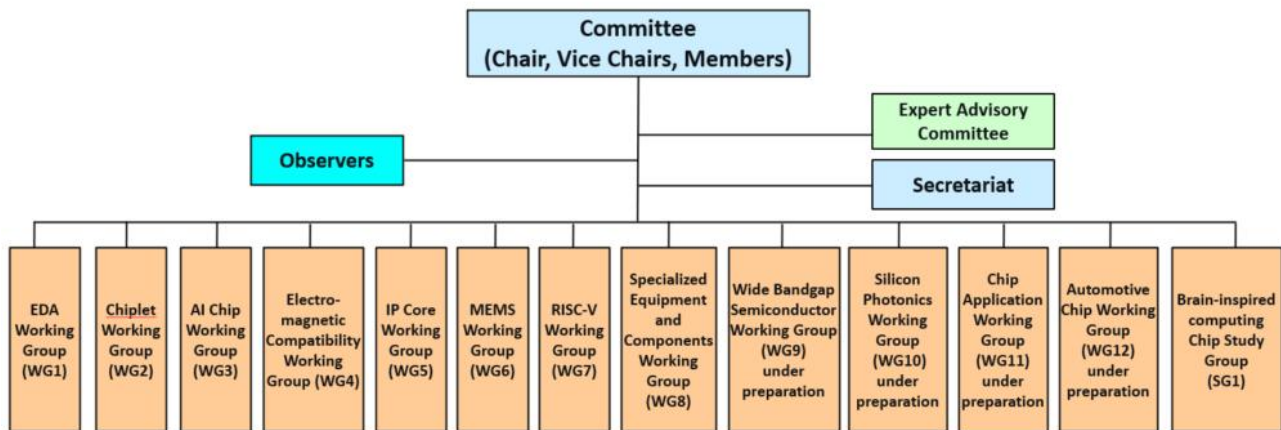 Committee
(Chair, Vice Chairs, Members)
Expert Advisory
Committee
Observers
Secretariat
EDA
Working
Group
(WG1)
Chiplet
Working
Group
(WG2)
AI Chip
Working
Group
(WG3)
Electro-
magnetic
Compatibility
Working
Group (WG4)
IP Core
Working
Group
(WG5)
MEMS
Working
Group
(WG6)
RISC-V
Working
Group
(WG7)
Specialized
Equipment
and
Components
Working
Group
(WG8)
Wide Bandgap
Semiconductor
Working Group
(WG9)
under
preparation
Silicon
Photonics
Working
Group
(WG10)
under
preparation
Chip
Application
Working
Group
(WG11)
under
preparation
Automotive
Chip Working
Group
(WG12)
under
preparation
Brain-inspired
computing
Chip Study
Group
(SG1)